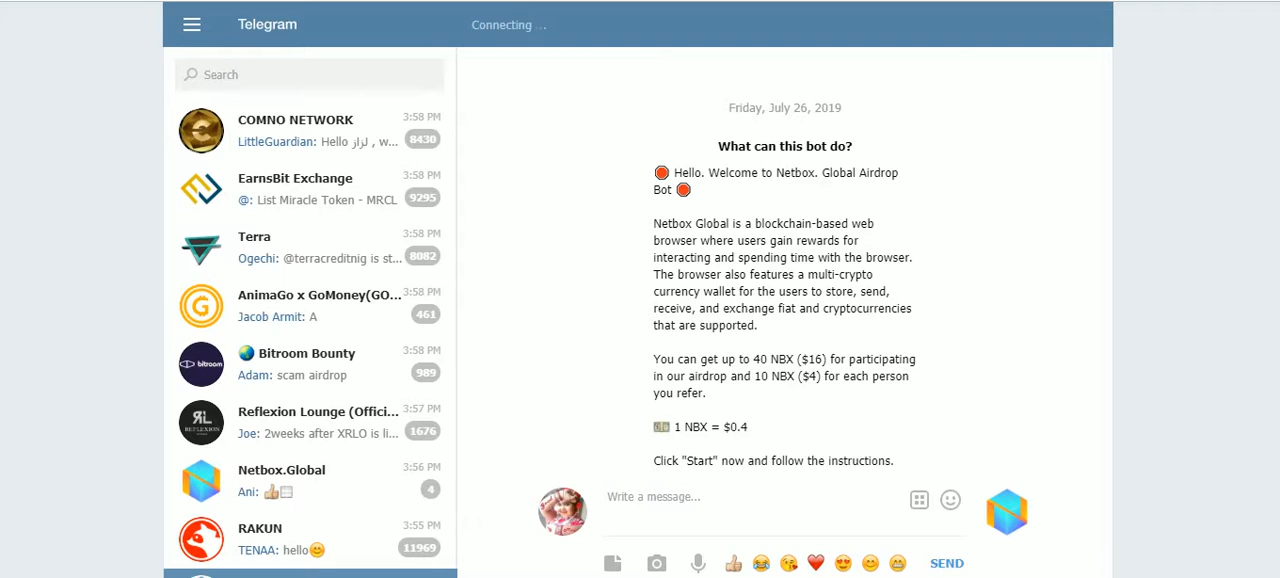 Telegram
Connecting ...
Search
COMNO NETWORK 3:58 PM
LittleGuardian: Hello لزاز , w... 8430
EarnsBit Exchange 3:58 PM
@: List Miracle Token - MRCL 9295
Terra 3:58 PM
Ogechi: @terracreditnig is st... 8082
AnimaGo x GoMoney(GO... 3:58 PM
Jacob Armit: A 461
Bitroom Bounty 3:58 PM
bitroom
Adam: scam airdrop 989
Reflexion Lounge (Offici... 3:57 PM
RL
REFLEXION
Joe: 2weeks after XRLO is li... 1676
Netbox.Global 3:56 PM
Ani: 👍🏻 4
RAKUN 3:55 PM
TENAA: hello😊 11969
Friday, July 26, 2019
What can this bot do?
Hello. Welcome to Netbox. Global Airdrop
Bot
Netbox Global is a blockchain-based web
browser where users gain rewards for
interacting and spending time with the browser.
The browser also features a multi-crypto
currency wallet for the users to store, send,
receive, and exchange fiat and cryptocurrencies
that are supported.
You can get up to 40 NBX ($16) for participating
in our airdrop and 10 NBX ($4) for each person
you refer.
1 NBX = $0.4
Click "Start" now and follow the instructions.
Write a message...
SEND